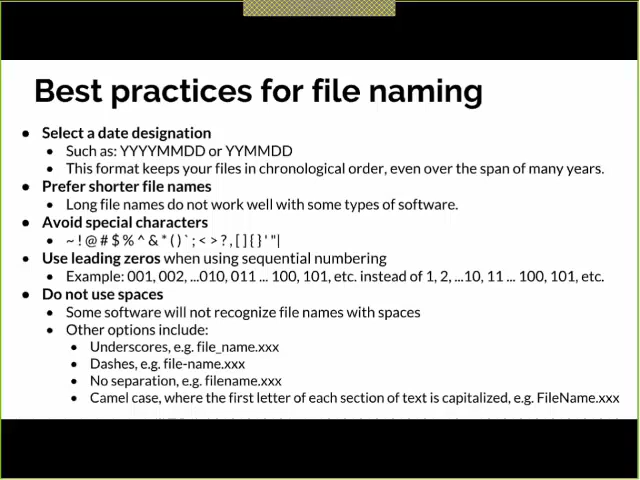 Best practices for file naming
● Select a date designation
● Such as: YYYYMMDD or YYMMDD
● This format keeps your files in chronological order, even over the span of many years.
● Prefer shorter file names
● Long file names do not work well with some types of software.
● Avoid special characters
● ~ ! @ # $ % ^ & * ( ) ` ; < > ? , [ ] { } ' "|
● Use leading zeros when using sequential numbering
● Example: 001, 002, ...010, 011 ... 100, 101, etc. instead of 1, 2, ...10, 11 ... 100, 101, etc.
● Do not use spaces
● Some software will not recognize file names with spaces
● Other options include:
● Underscores, e.g. file_name.xxx
● Dashes, e.g. file-name.xxx
● No separation, e.g. filename.xxx
● Camel case, where the first letter of each section of text is capitalized, e.g. FileName.xxx